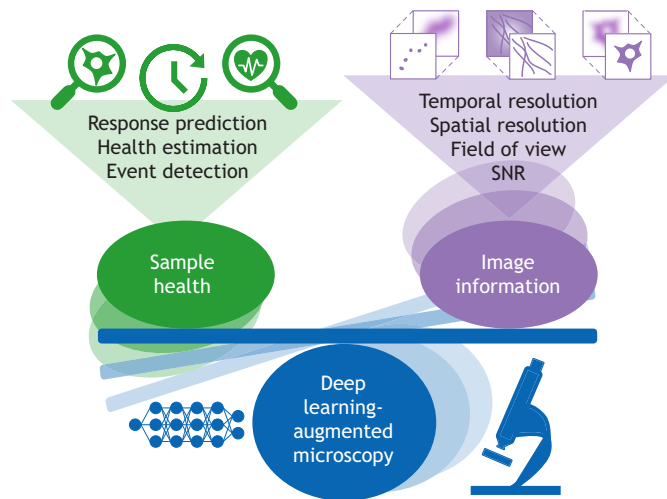 Response prediction
Health estimation
Event detection
Temporal resolution
Spatial resolution
Field of view
SNR
Sample
health
Image
information
Deep
learning-
augmented
microscopy